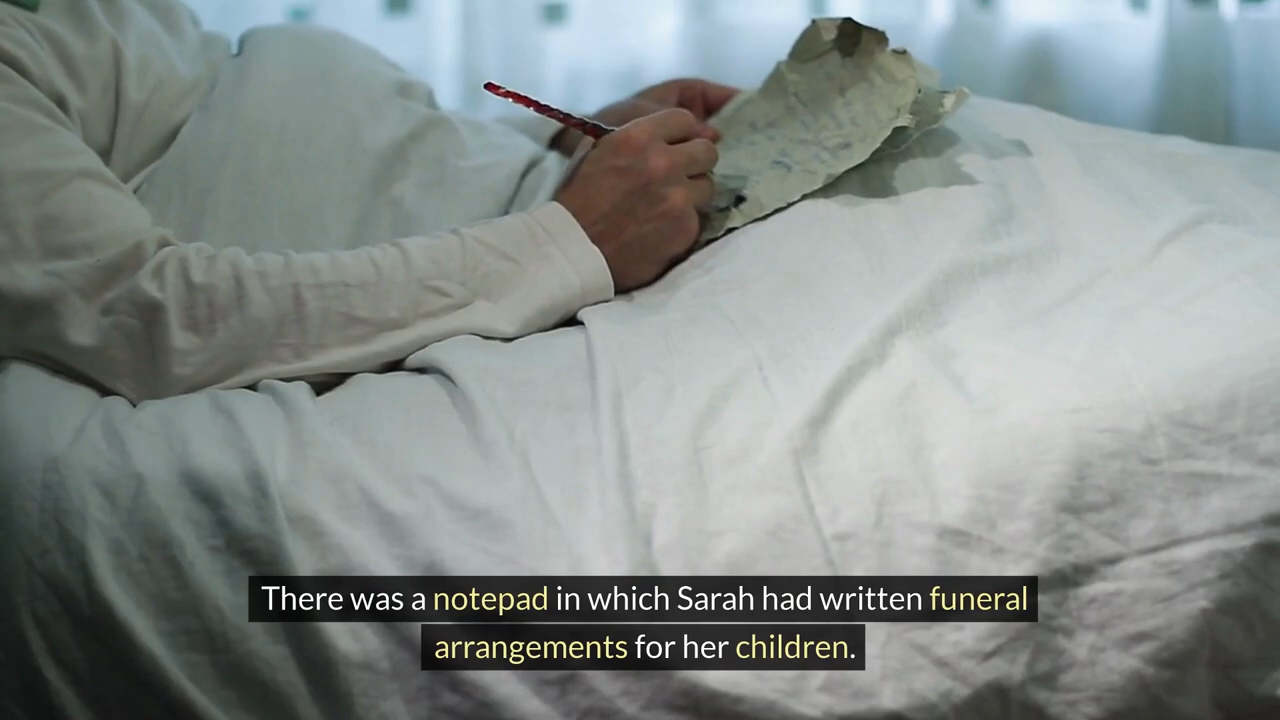 There was a notepad in which Sarah had written funeral
arrangements for her children.